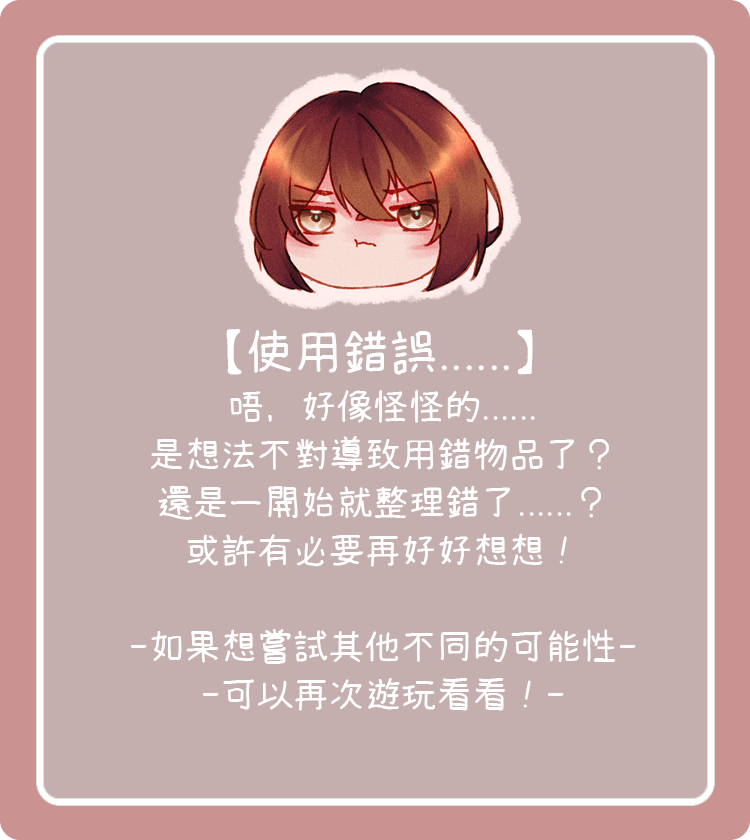 【使用錯誤......】
唔，好像怪怪的......
是想法不對導致用錯物品了？
還是一開始就整理錯了......？
或許有必要再好好想想！
-如果想嘗試其他不同的可能性-
-可以再次遊玩看看！-